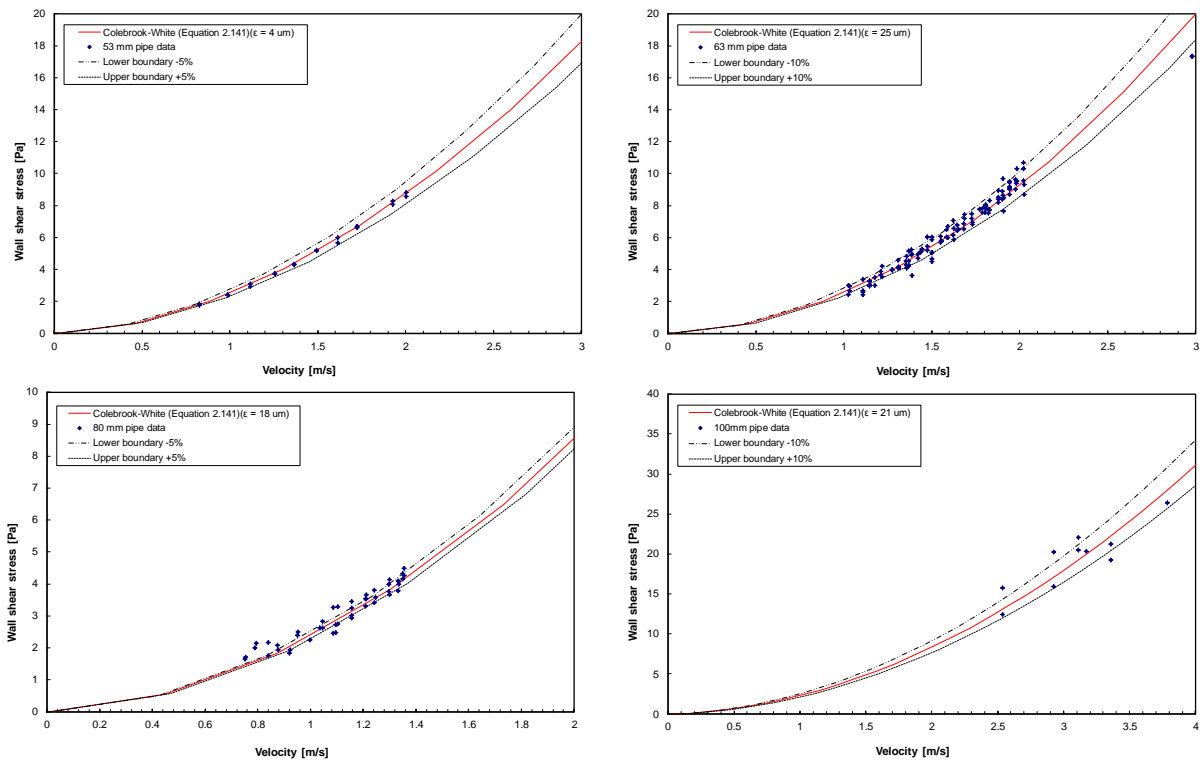 20
18
16
14
12
10
8
6
4
2
0
Wall shear stress [Pa]
Colebrook-White (Equation 2.141)(ε = 4 um)
53 mm pipe data
Lower boundary -5%
Upper boundary +5%
0 0.5 1 1.5 2 2.5 3
Velocity [m/s]
20
18
16
14
12
10
8
6
4
2
0
Wall shear stress [Pa]
Colebrook-White (Equation 2.141)(ε = 25 um)
63 mm pipe data
Lower boundary -10%
Upper boundary +10%
0 0.5 1 1.5 2 2.5 3
Velocity [m/s]
10
9
8
7
6
5
4
3
2
1
0
Wall shear stress [Pa]
Colebrook-White (Equation 2.141)(ε = 18 um)
80 mm pipe data
Lower boundary -5%
Upper boundary +5%
0 0.2 0.4 0.6 0.8 1 1.2 1.4 1.6 1.8 2
Velocity [m/s]
40
35
30
25
20
15
10
5
0
Wall shear stress [Pa]
Colebrook-White (Equation 2.141)(ε = 21 um)
100mm pipe data
Lower boundary -10%
Upper boundary +10%
0 0.5 1 1.5 2 2.5 3 3.5 4
Velocity [m/s]